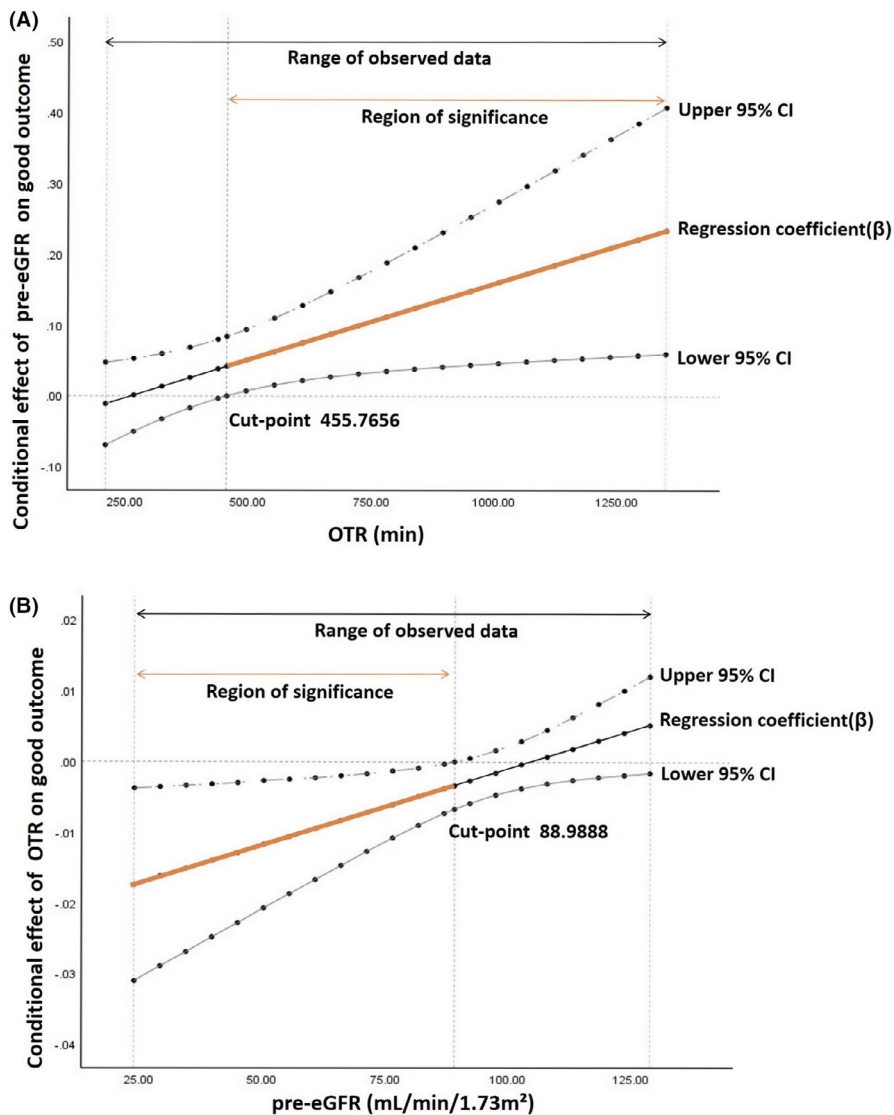 (A)
.50
Range of observed data
.40
Region of significance
Upper 95% CI
.30
Conditional effect of pre-eGFR on good outcome
Regression coefficient(β)
.20
.10
Lower 95% CI
.00
Cut-point 455.7656
-.10
250.00 500.00 750.00 1000.00 1250.00
OTR (min)
(B)
.02
Range of observed data
.01
Region of significance
Upper 95% CI
Regression coefficient(β)
.00
Lower 95% CI
Conditional effect of OTR on good outcome
-.01
Cut-point 88.9888
-.02
-.03
-.04
25.00 50.00 75.00 100.00 125.00
pre-eGFR (mL/min/1.73m²)